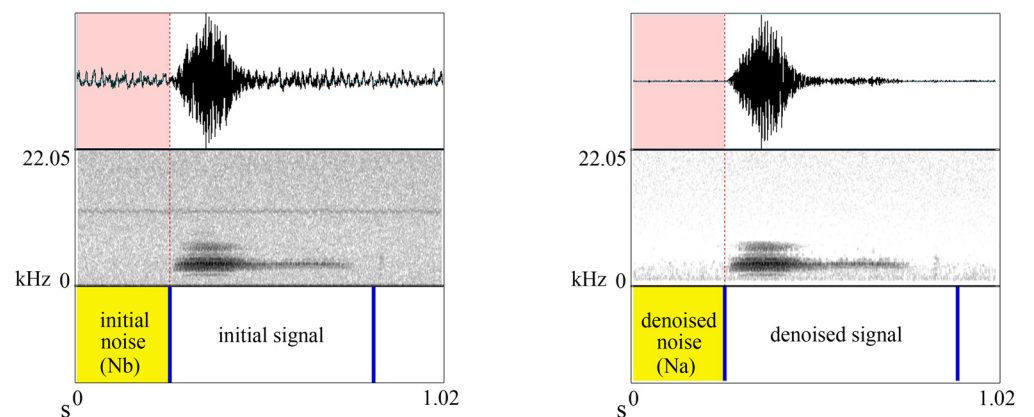 22.05
kHz 0
initial
noise
(Nb)
initial signal
s 0
1.02
22.05
kHz 0
denoised
noise
(Na)
denoised signal
s 0
1.02